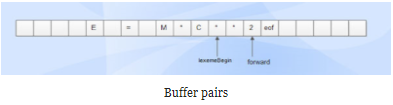 E = M * C * * 2 eof
lexemeBegin forward
Buffer pairs